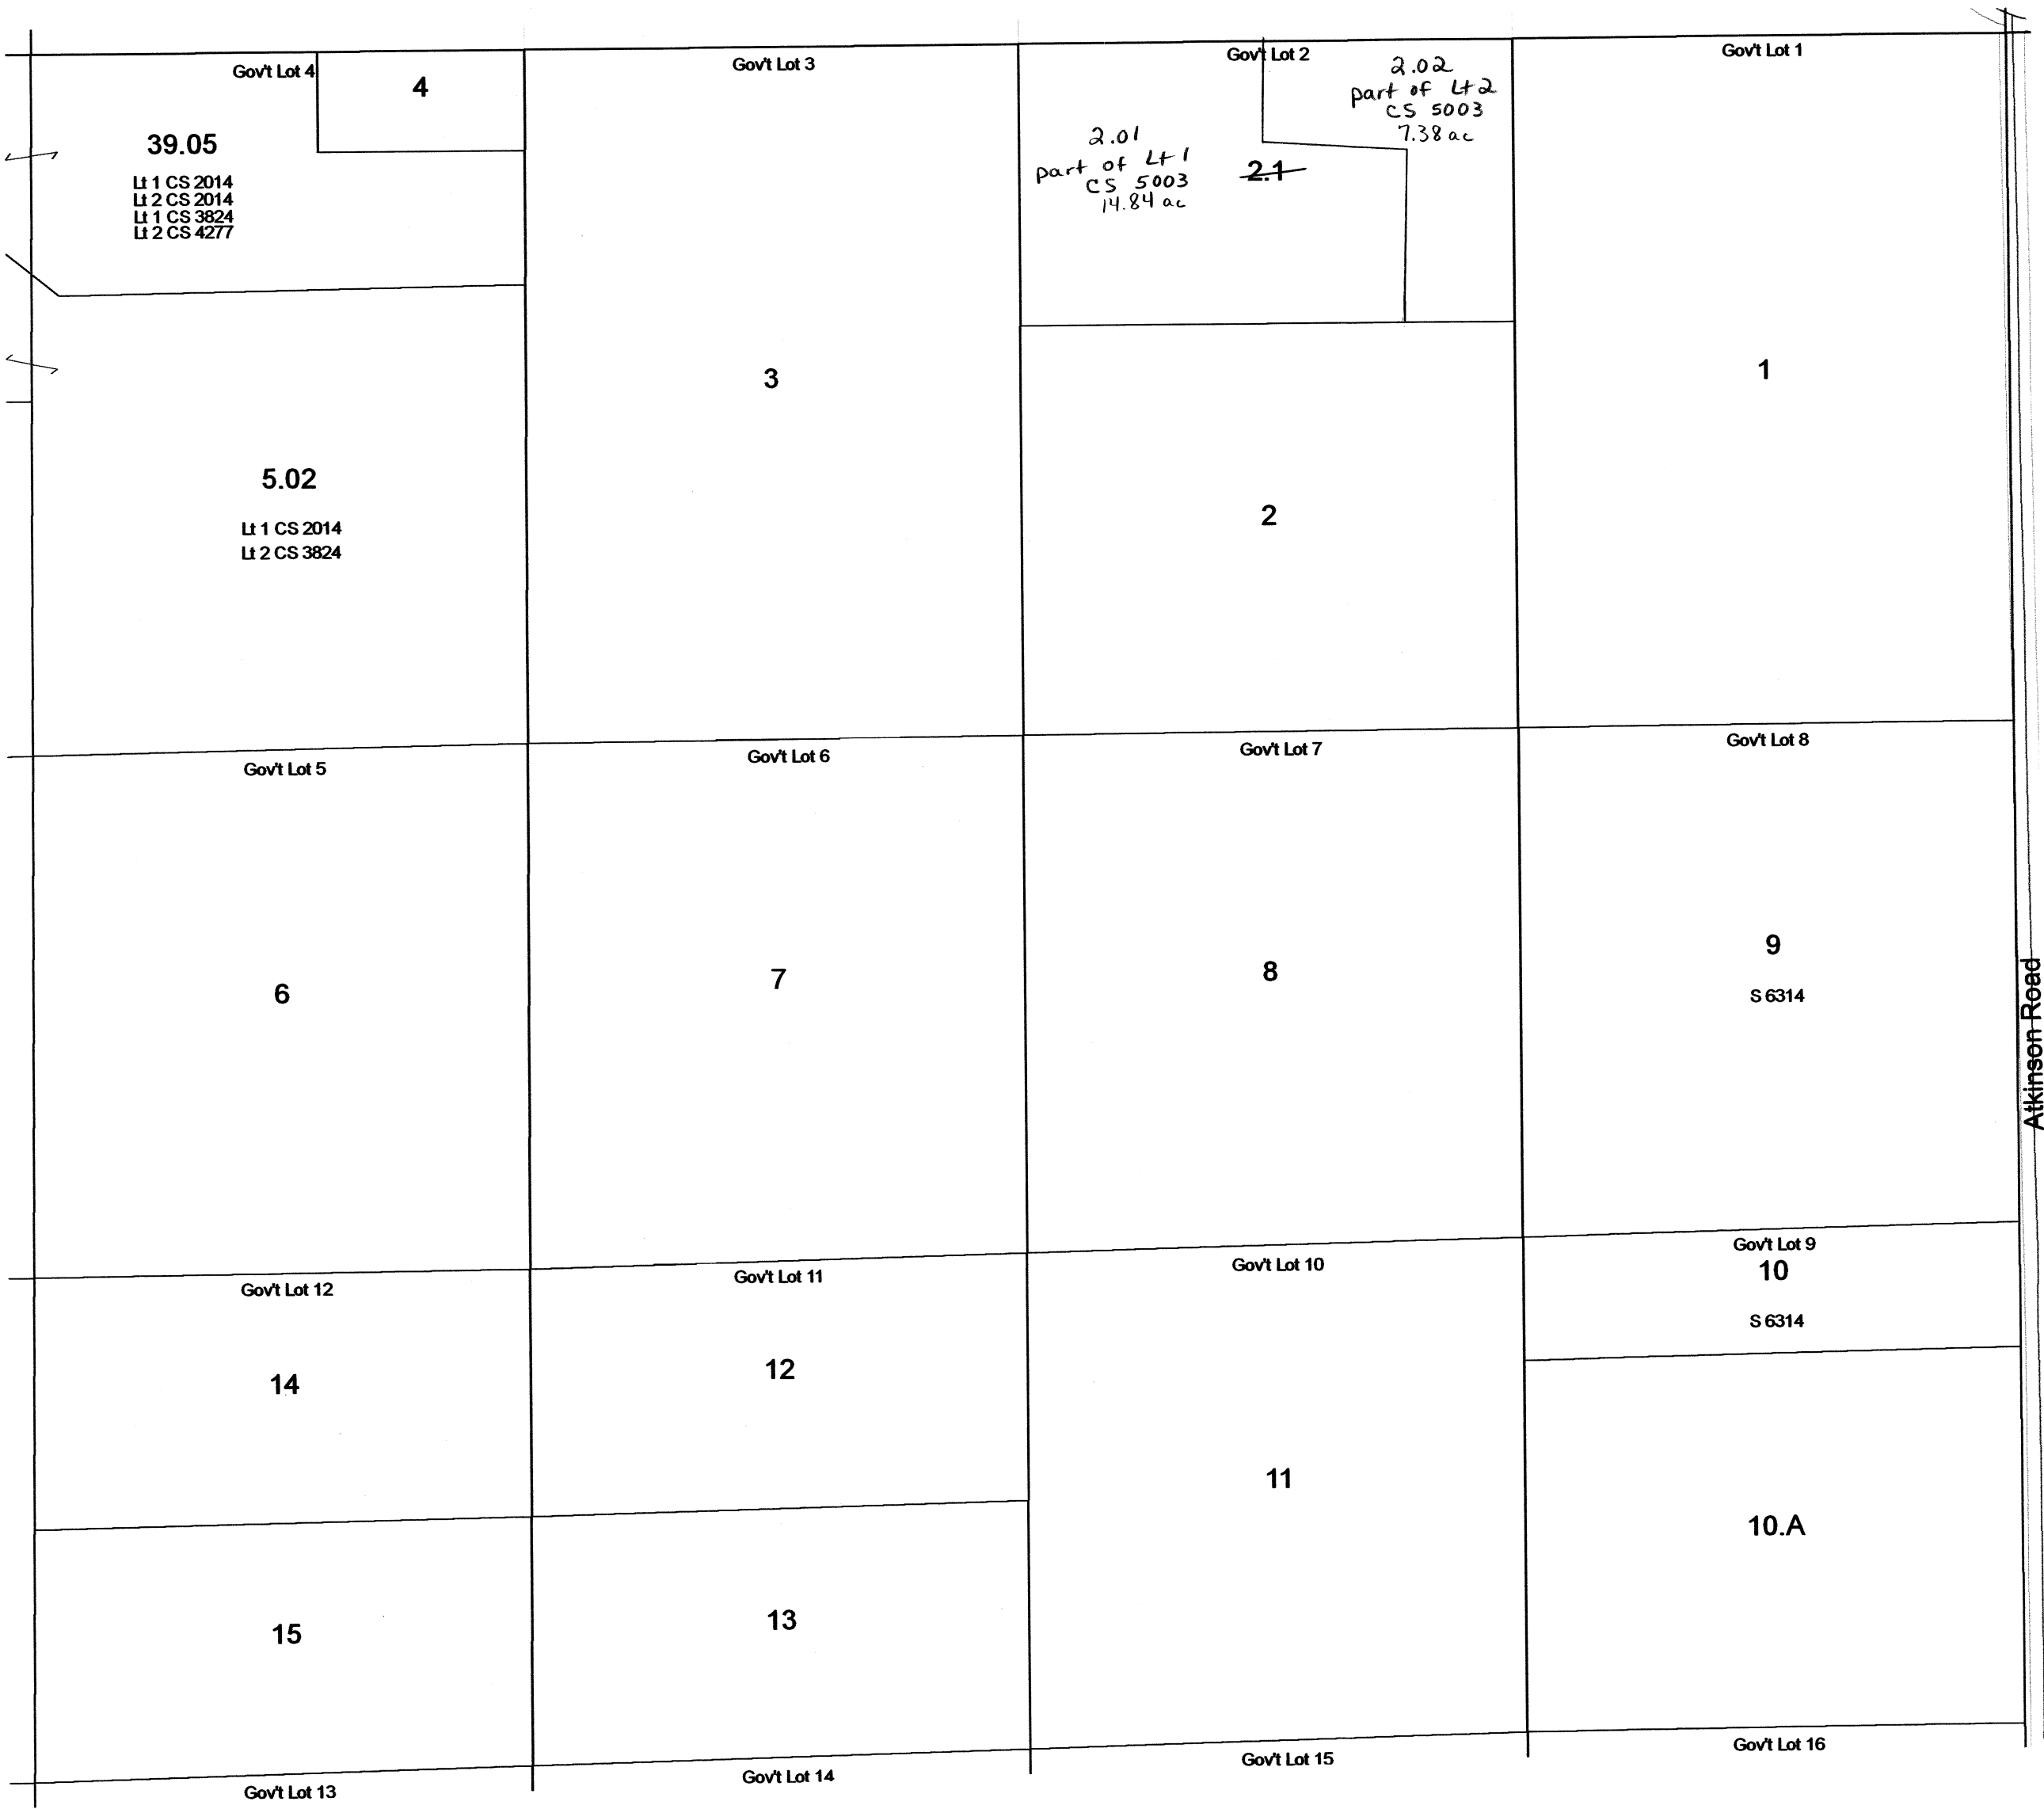 Gov't Lot 4
4
39.05
Lt 1 CS 2014
Lt 2 CS 2014
Lt 1 CS 3824
Lt 2 CS 4277
Gov't Lot 3
3
Gov't Lot 2
2.01
part of Lt 1
CS 5003
14.84 ac
2.1
2.02
part of Lt 2
CS 5003
7.38 ac
Gov't Lot 1
1
5.02
Lt 1 CS 2014
Lt 2 CS 3824
2
Gov't Lot 5
6
Gov't Lot 6
7
Gov't Lot 7
8
Gov't Lot 8
9
S 6314
Atkinson Road
Gov't Lot 12
14
Gov't Lot 11
12
Gov't Lot 10
11
Gov't Lot 9
10
S 6314
10.A
15
13
Gov't Lot 13
Gov't Lot 14
Gov't Lot 15
Gov't Lot 16